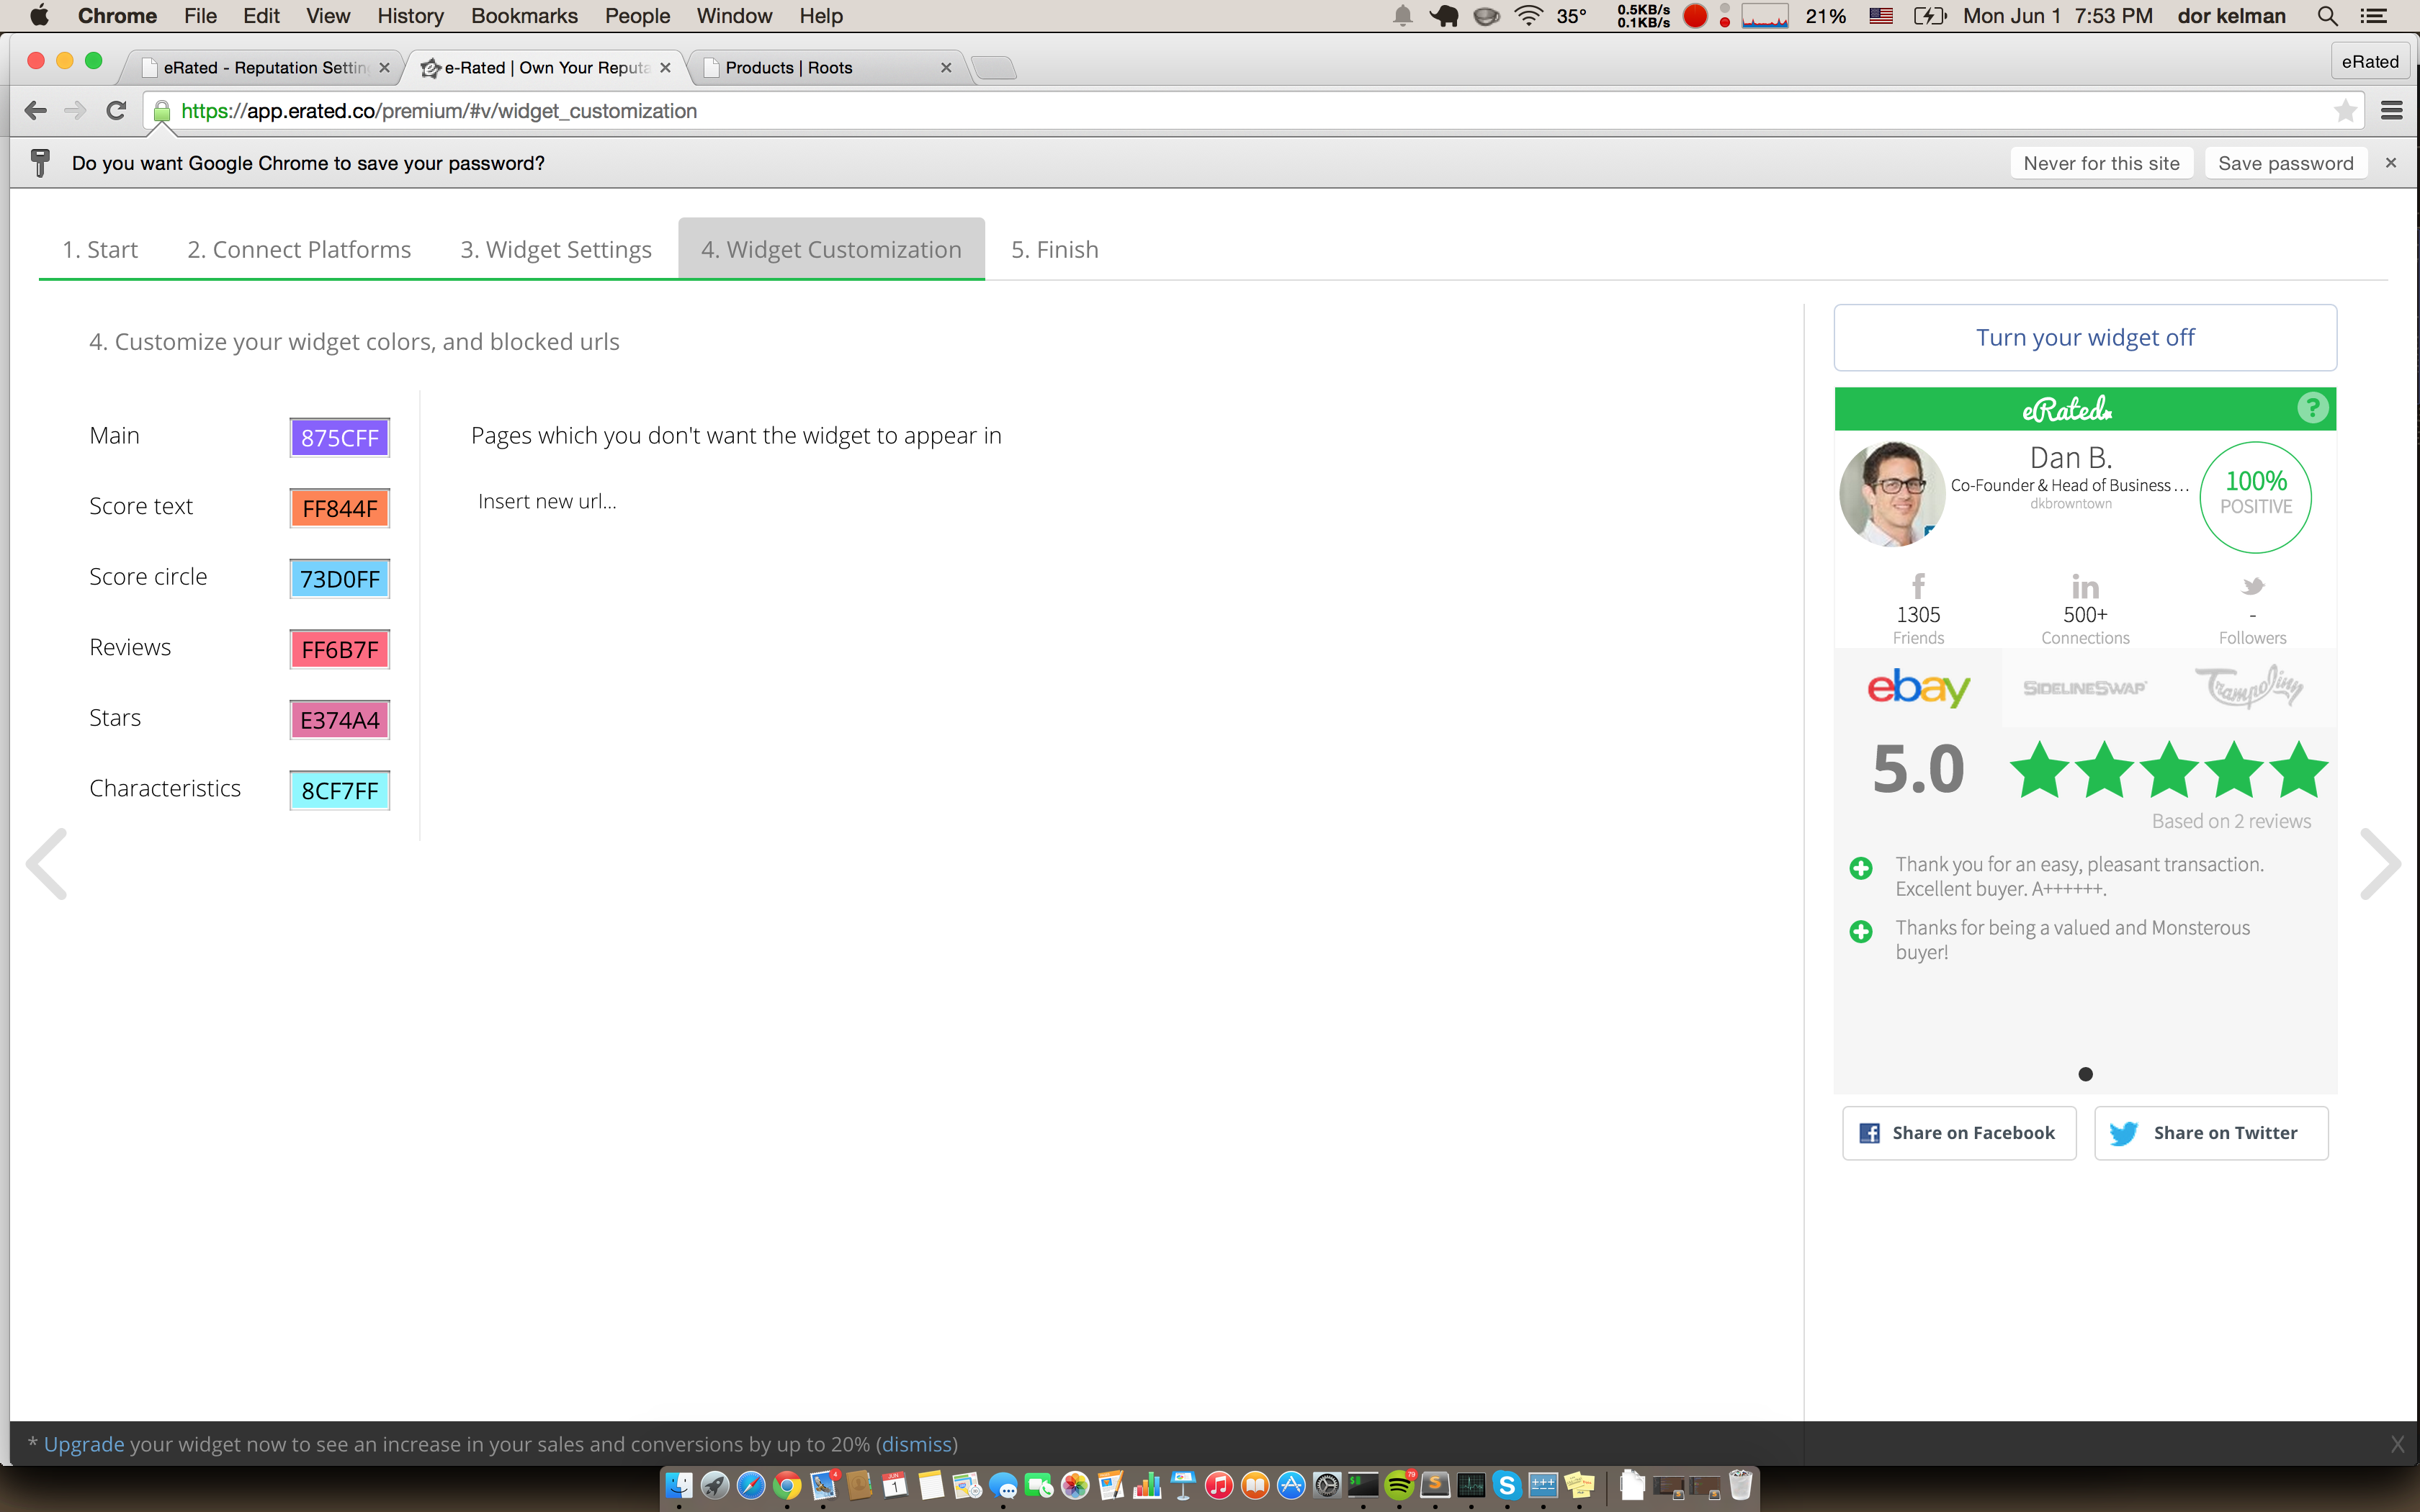 Chrome File Edit View History Bookmarks People Window Help
35° 0.5KB/s 0.1KB/s 21% Mon Jun 1 7:53 PM dor kelman
eRated - Reputation Settin
e-Rated | Own Your Reputa
Products | Roots
eRated
https://app.erated.co/premium/#v/widget_customization
Do you want Google Chrome to save your password?
Never for this site
Save password
1. Start
2. Connect Platforms
3. Widget Settings
4. Widget Customization
5. Finish
4. Customize your widget colors, and blocked urls
Main 875CFF
Score text FF844F
Score circle 73D0FF
Reviews FF6B7F
Stars E374A4
Characteristics 8CF7FF
Pages which you don't want the widget to appear in
Insert new url...
Turn your widget off
eRated
?
Dan B.
Co-Founder & Head of Business ...
dkbrowntown
100%
POSITIVE
1305
Friends
500+
Connections
-
Followers
ebay
SIDELINESWAP
Trampoliny
5.0
Based on 2 reviews
Thank you for an easy, pleasant transaction.
Excellent buyer. A++++++.
Thanks for being a valued and Monsterous
buyer!
Share on Facebook
Share on Twitter
* Upgrade your widget now to see an increase in your sales and conversions by up to 20% (dismiss)
X